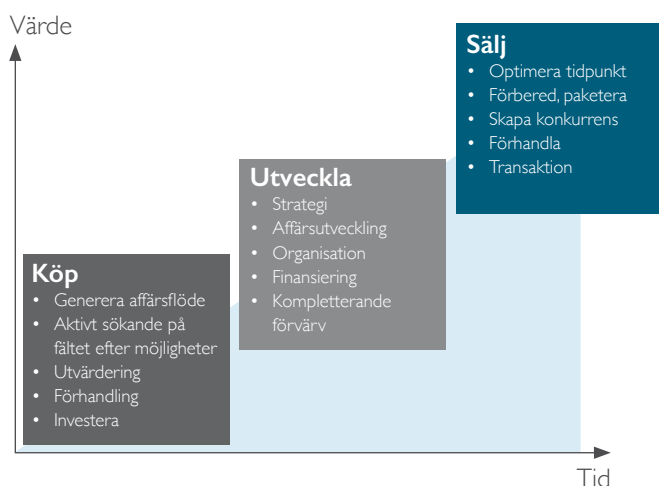 Värde
Sälj
• Optimera tidpunkt
• Förbered, paketera
• Skapa konkurrens
• Förhandla
• Transaktion
Utveckla
• Strategi
• Affärsutveckling
• Organisation
• Finansiering
• Kompletterande
förvärv
Köp
• Generera affärsflöde
• Aktivt sökande på
fältet efter möjligheter
• Utvärdering
• Förhandling
• Investera
Tid